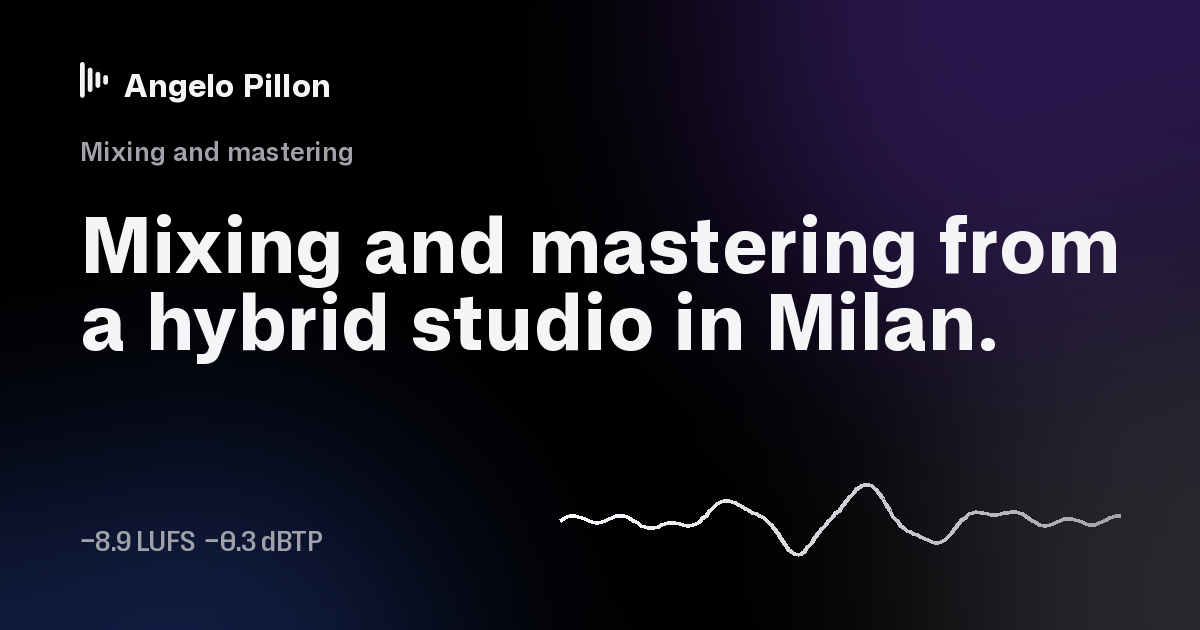 Angelo Pillon
Mixing and mastering
Mixing and mastering from
a hybrid studio in Milan.
−8.9 LUFS −0.3 dBTP